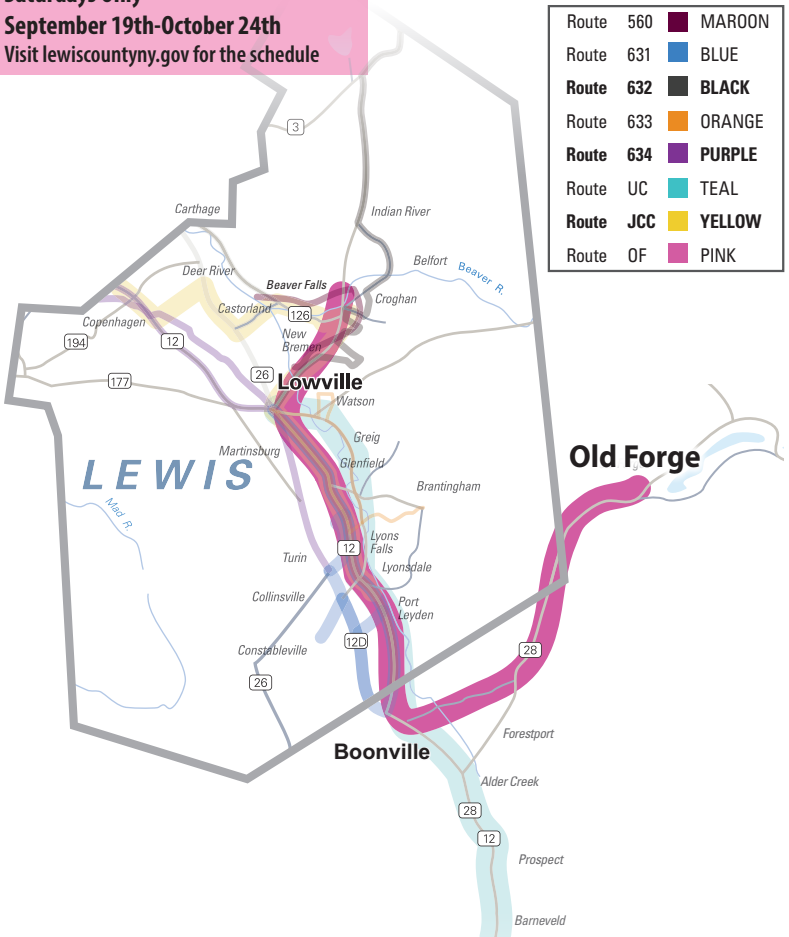 Saturdays Only
September 19th-October 24th
Visit lewiscountyny.gov for the schedule
Route 560 MAROON
Route 631 BLUE
Route 632 BLACK
Route 633 ORANGE
Route 634 PURPLE
Route UC TEAL
Route JCC YELLOW
Route OF PINK
3
Carthage
Indian River
Deer River
Belfort
Beaver R.
Beaver Falls
Croghan
Castorland
126
Copenhagen
New
Bremen
194
12
177
26
Lowville
Watson
Greig
Martinsburg
Glenfield
LEWIS
Old Forge
Brantingham
Mad R.
12
Lyons
Falls
Turin
Lyonsdale
Collinsville
Port
Leyden
12D
Constableville
28
26
Forestport
Boonville
Alder Creek
28
12
Prospect
Barneveld